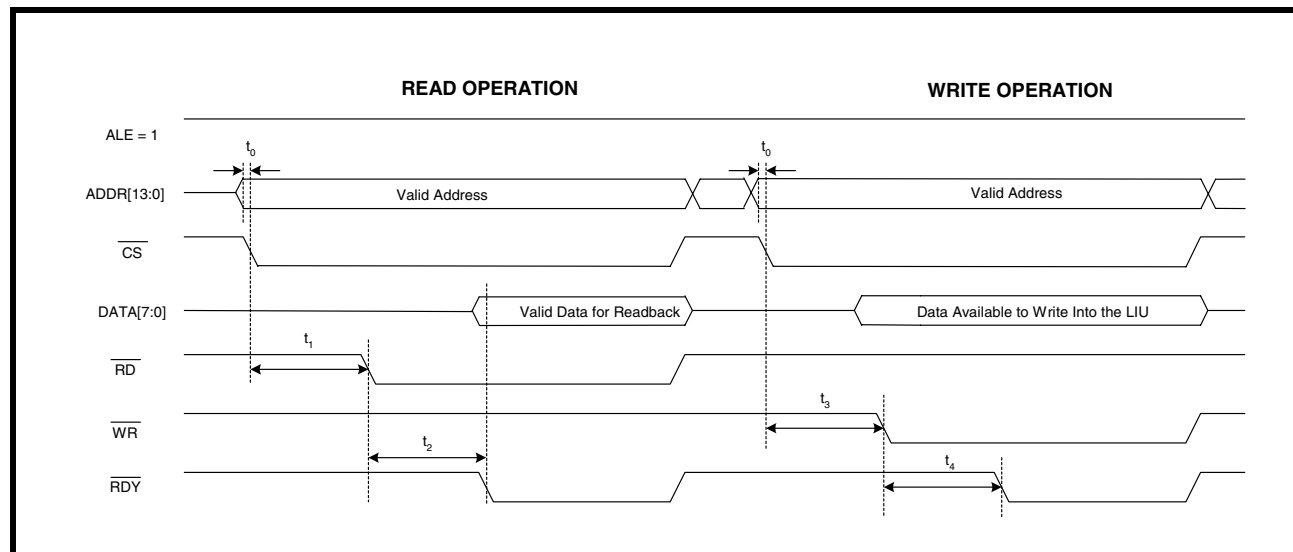 READ OPERATION WRITE OPERATION
ALE = 1
t0 t0
ADDR[13:0] Valid Address Valid Address
CS
DATA[7:0] Valid Data for Readback Data Available to Write Into the LIU
t1
RD
t3
WR
t2 t4
RDY